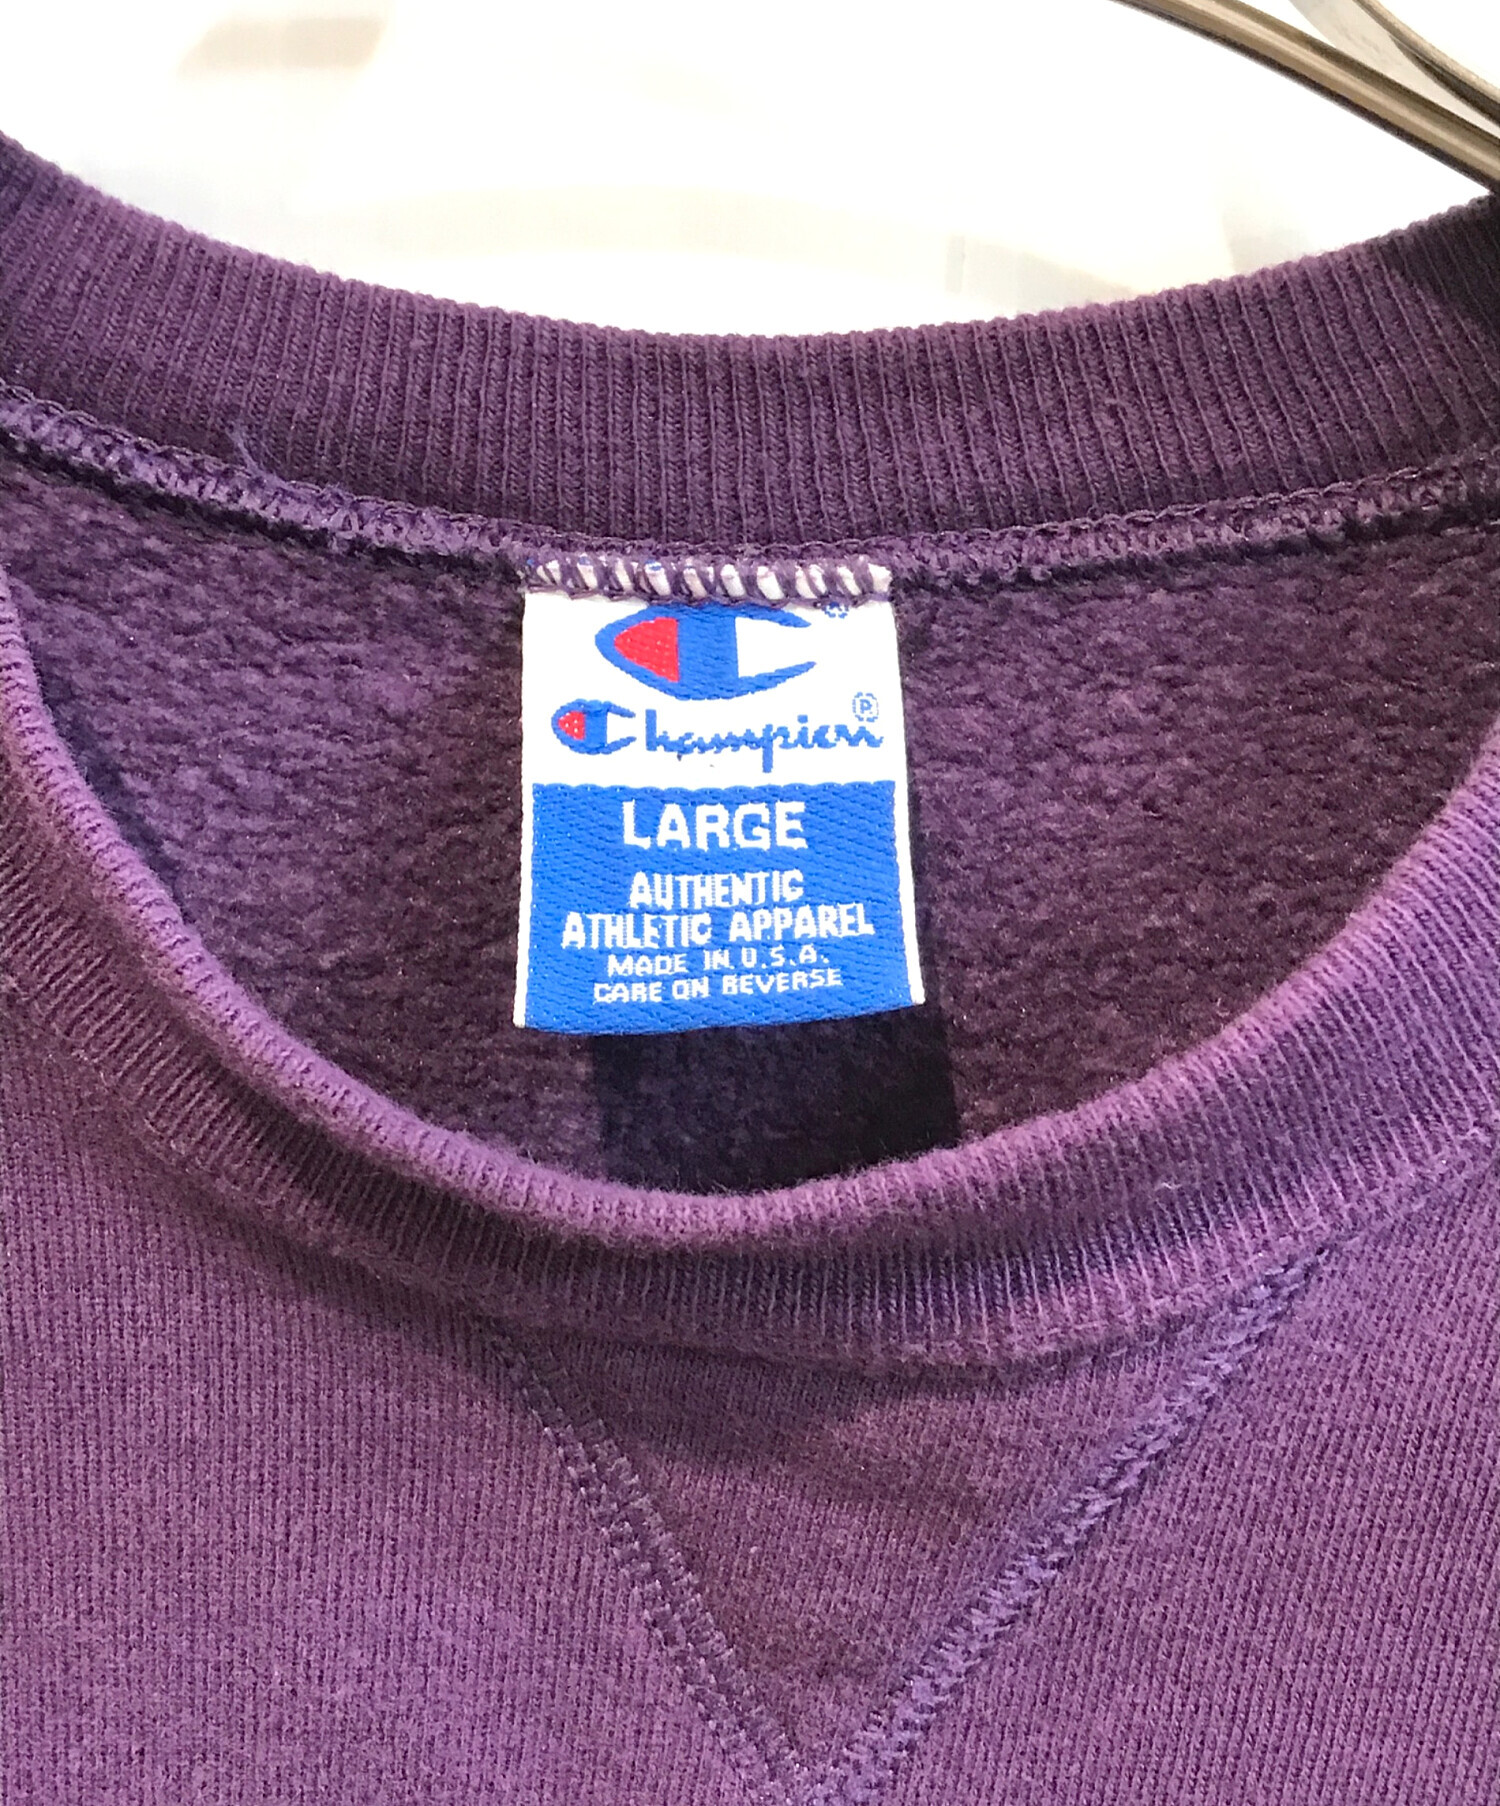 Champion®
LARGE
AUTHENTIC
ATHLETIC APPAREL
MADE IN U.S.A.
CARE ON REVERSE